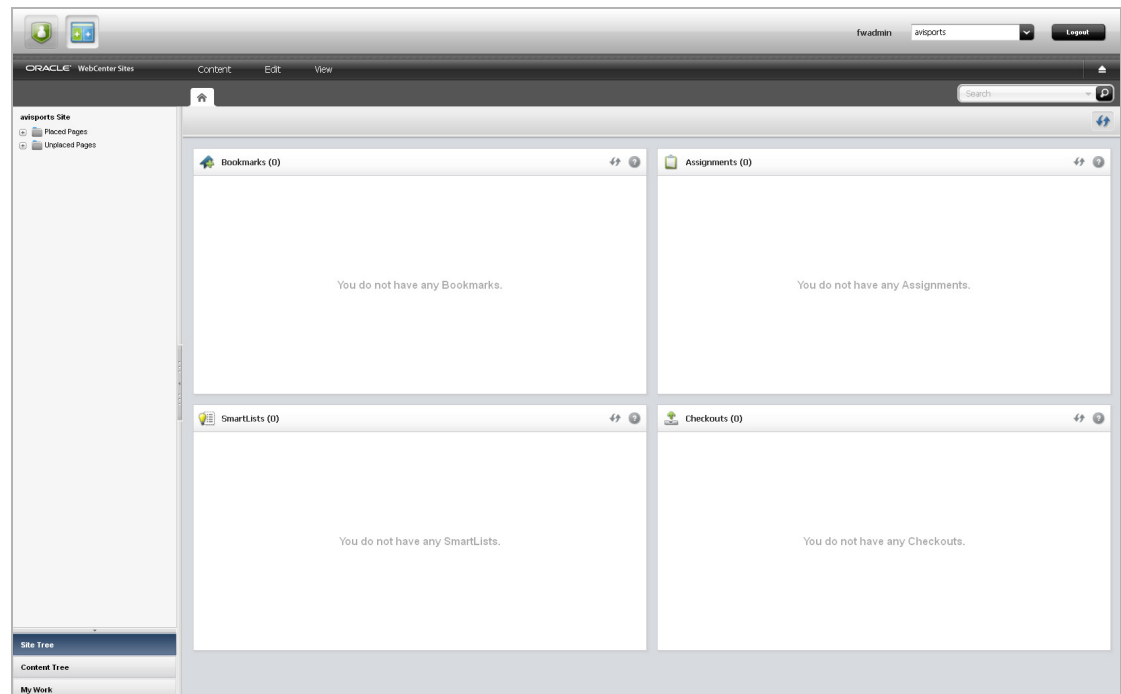 fwadmin
avisports
Logout
ORACLE WebCenter Sites
Content
Edit
View
Search
avisports Site
Placed Pages
Unplaced Pages
Bookmarks (0)
You do not have any Bookmarks.
Assignments (0)
You do not have any Assignments.
SmartLists (0)
You do not have any SmartLists.
Checkouts (0)
You do not have any Checkouts.
Site Tree
Content Tree
My Work